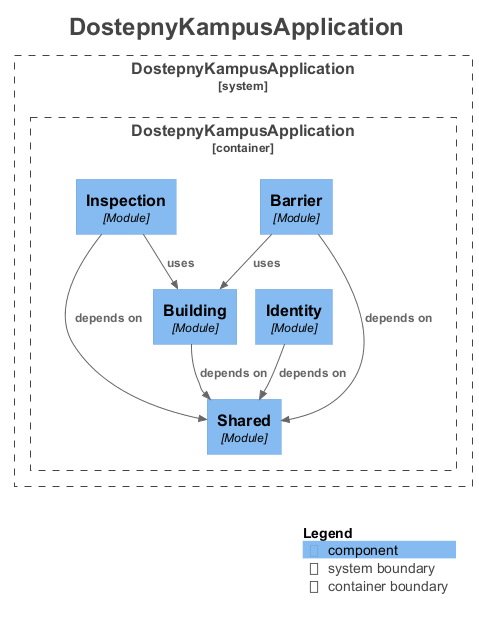 DostepnyKampusApplication
DostepnyKampusApplication
[system]
DostepnyKampusApplication
[container]
Inspection
[Module]
Barrier
[Module]
uses
uses
Building
[Module]
Identity
[Module]
depends on
depends on
depends on
depends on
Shared
[Module]
Legend
component
system boundary
container boundary